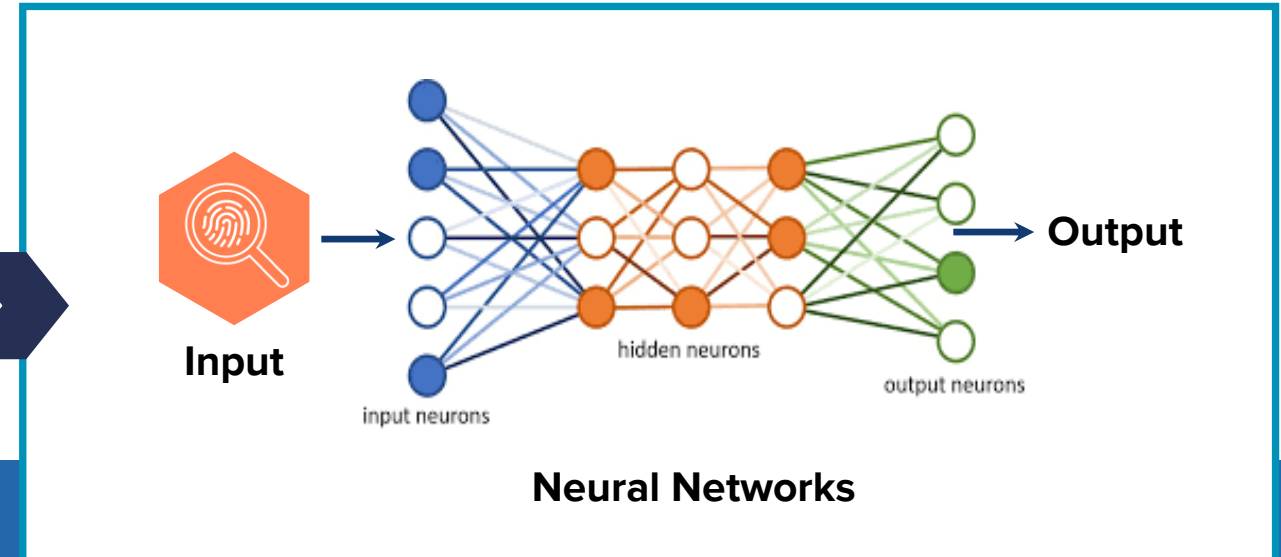 Input
input neurons
hidden neurons
output neurons
Output
Neural Networks